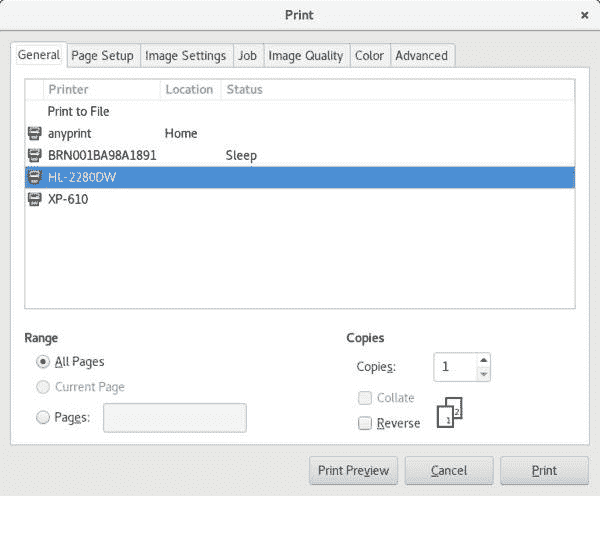 Print
General Page Setup Image Settings Job Image Quality Color Advanced
Printer Location Status
Print to File
anyprint Home
BRN001BA98A1891 Sleep
HL-2280DW
XP-610
Range Copies
All Pages Copies: 1
Current Page Collate
Pages: Reverse
1 2
Print Preview Cancel Print